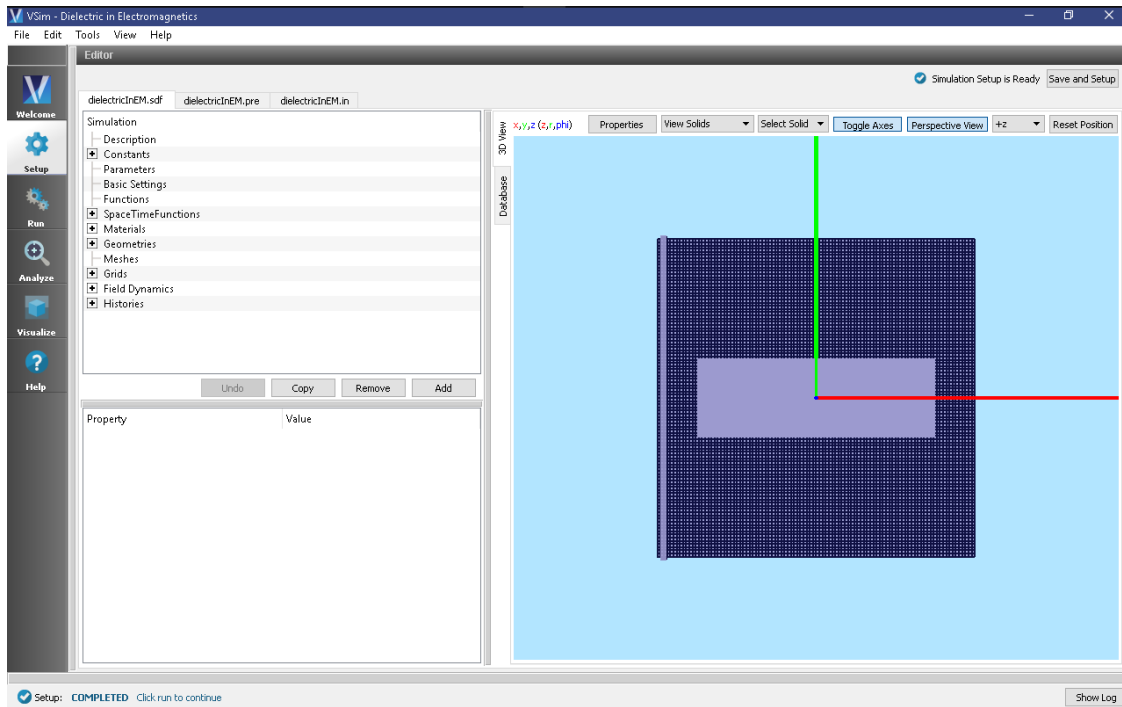 VSim - Dielectric in Electromagnetics
File Edit Tools View Help
Editor
Simulation Setup is Ready Save and Setup
Welcome
Setup
Run
Analyze
Visualize
Help
dielectricInEM.sdf dielectricInEM.pre dielectricInEM.in
Simulation
Description
Constants
Parameters
Basic Settings
Functions
SpaceTimeFunctions
Materials
Geometries
Meshes
Grids
Field Dynamics
Histories
Undo Copy Remove Add
Property Value
3D View
Database
x,y,z (z,r,phi) Properties View Solids Select Solid Toggle Axes Perspective View +z Reset Position
Setup: COMPLETED Click run to continue
Show Log